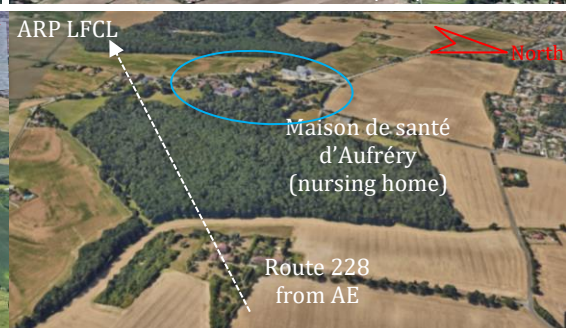 ARP LFCL
North
Maison de santé
d’Aufréry
(nursing home)
Route 228
from AE